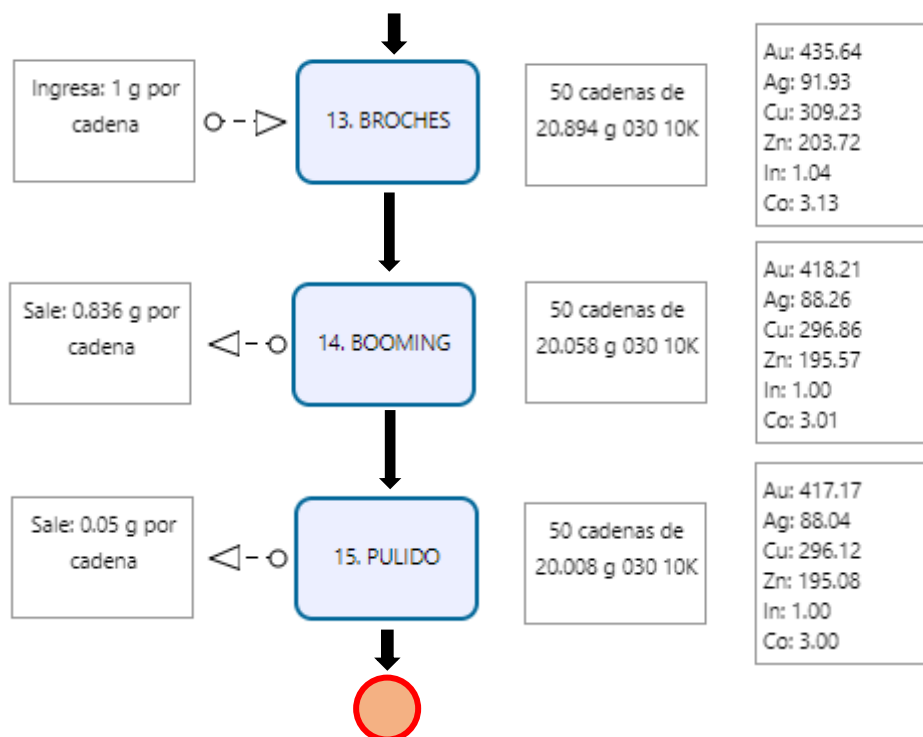 Ingresa: 1 g por
cadena
13. BROCHES
50 cadenas de
20.894 g 030 10K
Au: 435.64
Ag: 91.93
Cu: 309.23
Zn: 203.72
In: 1.04
Co: 3.13
Sale: 0.836 g por
cadena
14. BOOMING
50 cadenas de
20.058 g 030 10K
Au: 418.21
Ag: 88.26
Cu: 296.86
Zn: 195.57
In: 1.00
Co: 3.01
Sale: 0.05 g por
cadena
15. PULIDO
50 cadenas de
20.008 g 030 10K
Au: 417.17
Ag: 88.04
Cu: 296.12
Zn: 195.08
In: 1.00
Co: 3.00